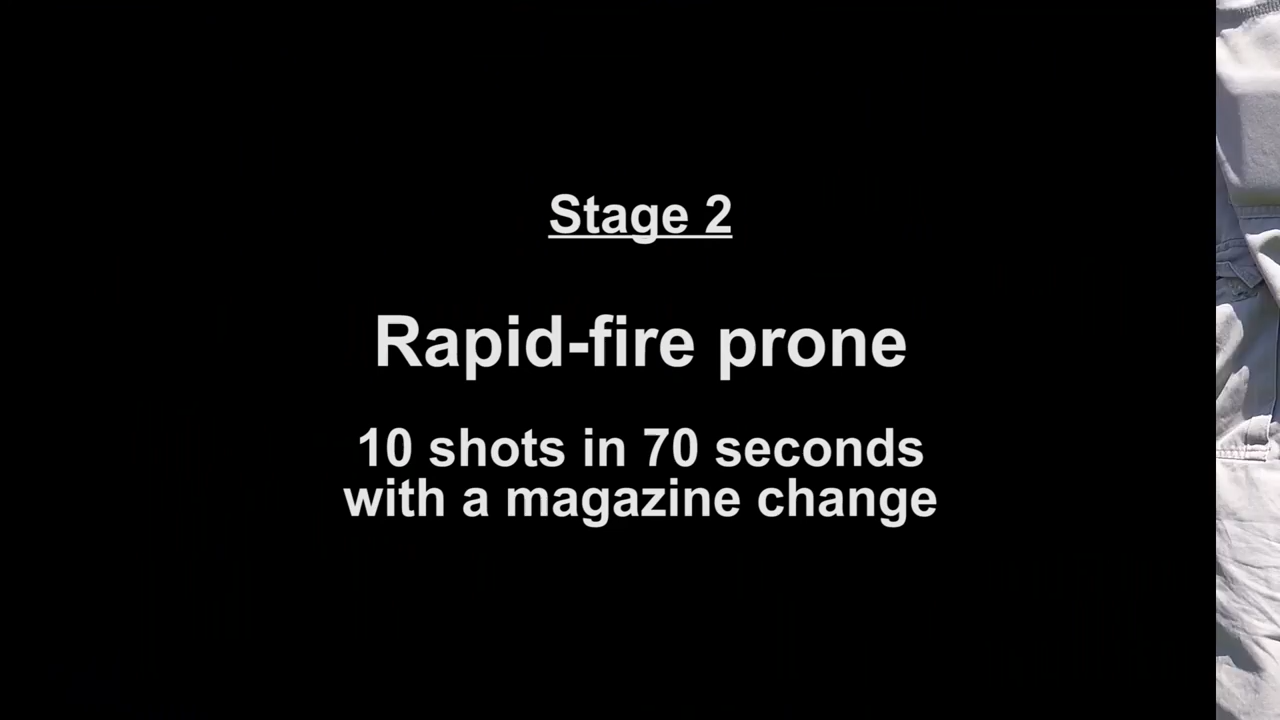 Stage 2
Rapid-fire prone
10 shots in 70 seconds
with a magazine change